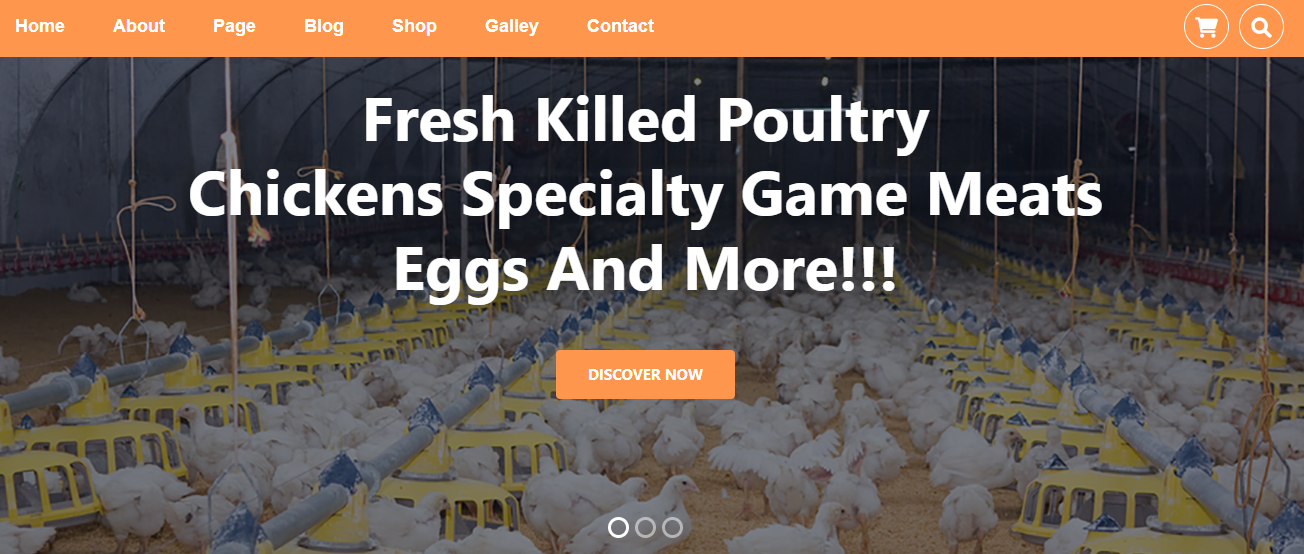 Home About Page Blog Shop Galley Contact
Fresh Killed Poultry
Chickens Specialty Game Meats
Eggs And More!!!
DISCOVER NOW